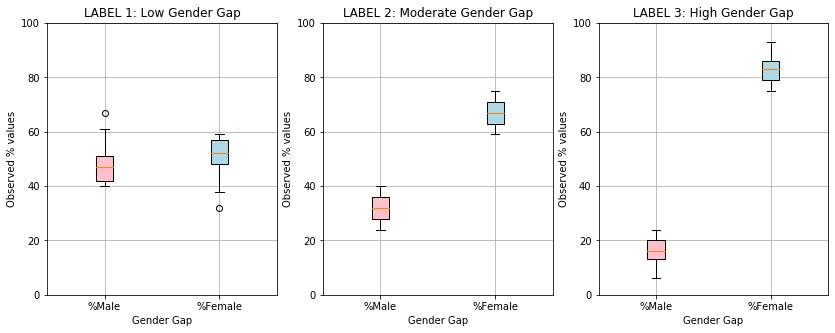 LABEL 1: Low Gender Gap
100
80
60
40
20
0
Observed % values
%Male
%Female
Gender Gap
LABEL 2: Moderate Gender Gap
100
80
60
40
20
0
Observed % values
%Male
%Female
Gender Gap
LABEL 3: High Gender Gap
100
80
60
40
20
0
Observed % values
%Male
%Female
Gender Gap